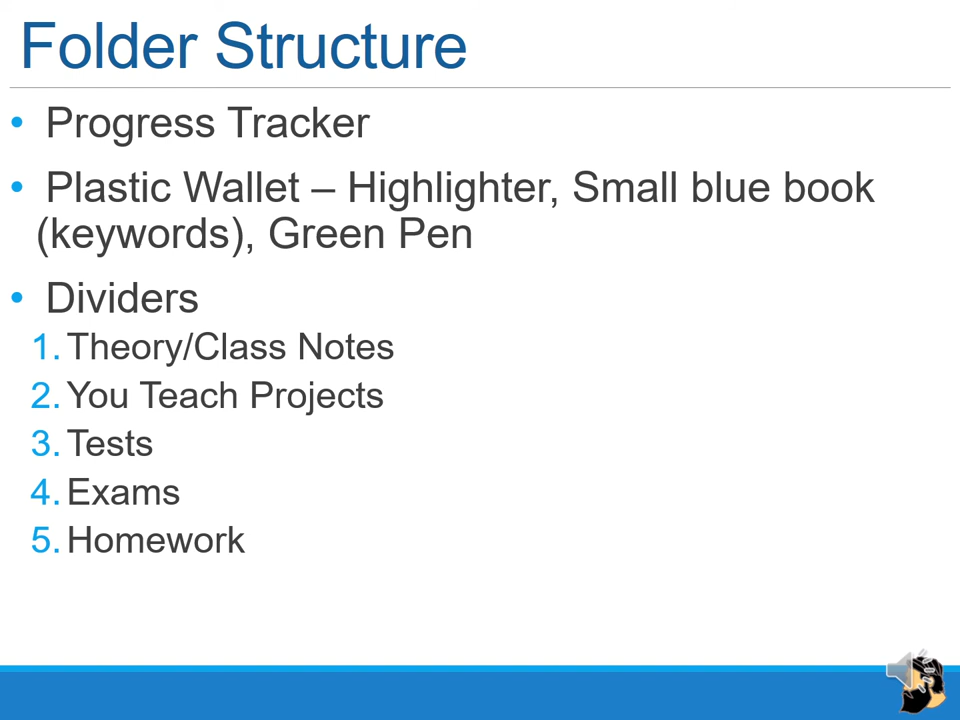 Folder Structure
• Progress Tracker
• Plastic Wallet – Highlighter, Small blue book
(keywords), Green Pen
• Dividers
1. Theory/Class Notes
2. You Teach Projects
3. Tests
4. Exams
5. Homework